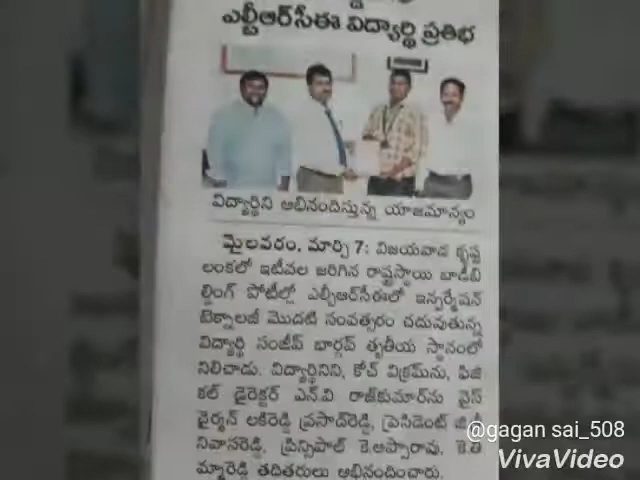 ఎల్బీఆర్‌సీఈ విద్యార్థి ప్రతిభ
విద్యార్థిని అభినందిస్తున్న యాజమాన్యం
మైలవరం, మార్చి 7: విజయవాడ కృష్ణ
లంకలో ఇటీవల జరిగిన రాష్ట్రస్థాయి బాడీబి
ల్డింగ్ పోటీల్లో ఎల్బీఆర్‌సీఈలో ఇన్ఫర్మేషన్
టెక్నాలజీ మొదటి సంవత్సరం చదువుతున్న
విద్యార్థి సంజీవ్ భార్గవ్ తృతీయ స్థానంలో
నిలిచాడు. విద్యార్థినిని, కోచ్ విక్రమ్‌ను, ఫిజి
కల్ డైరెక్టర్ ఎన్.వి రాజ్‌కుమార్‌ను వైస్
చైర్మన్ లకిరెడ్డి ప్రసాద్‌రెడ్డి, ప్రెసిడెంట్
నివాసరెడ్డి, ప్రిన్సిపాల్ కె.అప్పారావు, కె.తి
మ్మారెడ్డి తదితరులు అభినందించారు.
@gagan sai_508
VivaVideo